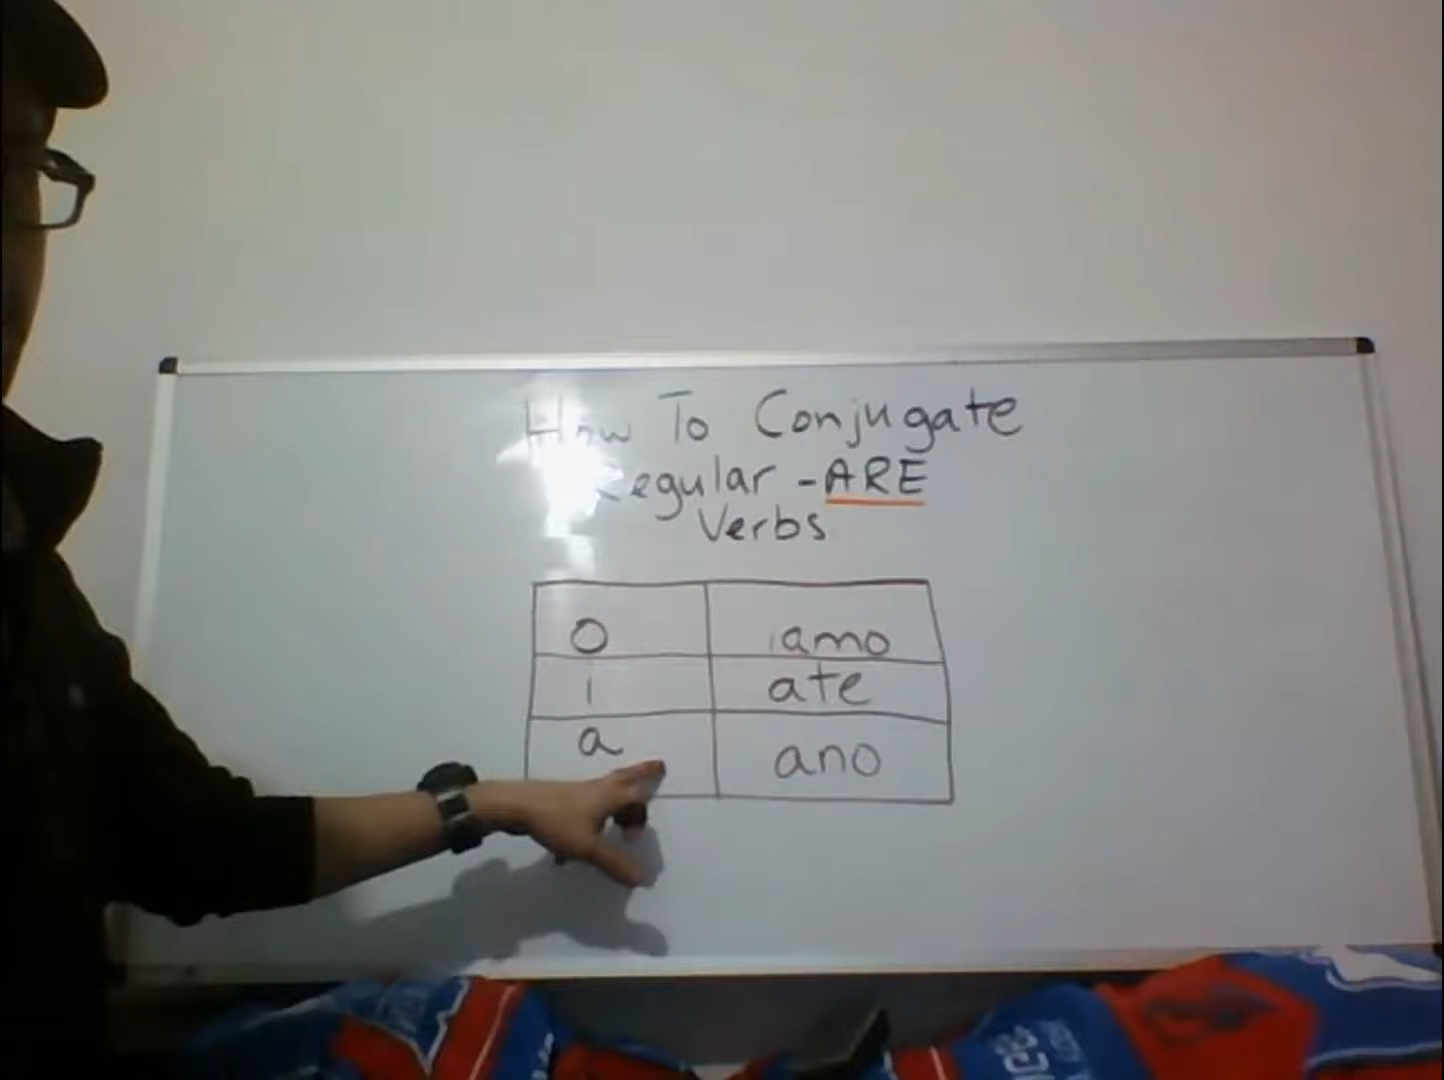 How To Conjugate
Regular -ARE
Verbs
o iamo
i ate
a ano